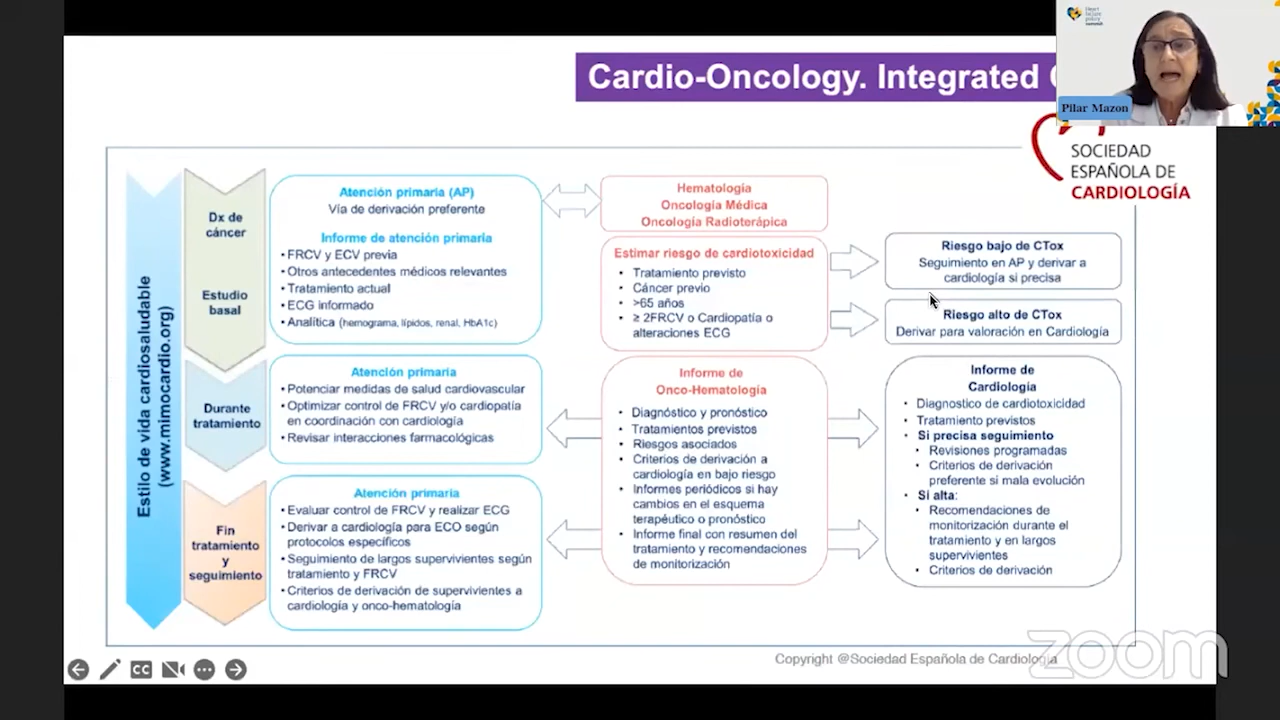 Cardio-Oncology. Integrated
Heart
failure
policy
summit
Pilar Mazon
SOCIEDAD
ESPAÑOLA DE
CARDIOLOGÍA
Estilo de vida cardiosaludable
(www.mimocardio.org)
Dx de
cáncer
Estudio
basal
Atención primaria (AP)
Vía de derivación preferente
Informe de atención primaria
• FRCV y ECV previa
• Otros antecedentes médicos relevantes
• Tratamiento actual
• ECG informado
• Analítica (hemograma, lípidos, renal, HbA1c)
Hematología
Oncología Médica
Oncología Radioterápica
Estimar riesgo de cardiotoxicidad
• Tratamiento previsto
• Cáncer previo
• >65 años
• ≥ 2FRCV o Cardiopatía o
alteraciones ECG
Riesgo bajo de CTox
Seguimiento en AP y derivar a
cardiología si precisa
Riesgo alto de CTox
Derivar para valoración en Cardiología
Durante
tratamiento
Atención primaria
• Potenciar medidas de salud cardiovascular
• Optimizar control de FRCV y/o cardiopatía
en coordinación con cardiología
• Revisar interacciones farmacológicas
Informe de
Onco-Hematología
• Diagnóstico y pronóstico
• Tratamientos previstos
• Riesgos asociados
• Criterios de derivación a
cardiología en bajo riesgo
• Informes periódicos si hay
cambios en el esquema
terapéutico o pronóstico
• Informe final con resumen del
tratamiento y recomendaciones
de monitorización
Informe de
Cardiología
• Diagnostico de cardiotoxicidad
• Tratamiento previstos
• Si precisa seguimiento
• Revisiones programadas
• Criterios de derivación
preferente si mala evolución
• Si alta:
• Recomendaciones de
monitorización durante el
tratamiento y en largos
supervivientes
• Criterios de derivación
Fin
tratamiento
y
seguimiento
Atención primaria
• Evaluar control de FRCV y realizar ECG
• Derivar a cardiología para ECO según
protocolos específicos
• Seguimiento de largos supervivientes según
tratamiento y FRCV
• Criterios de derivación de supervivientes a
cardiología y onco-hematología
CC
Copyright @Sociedad Española de Cardiología
zoom